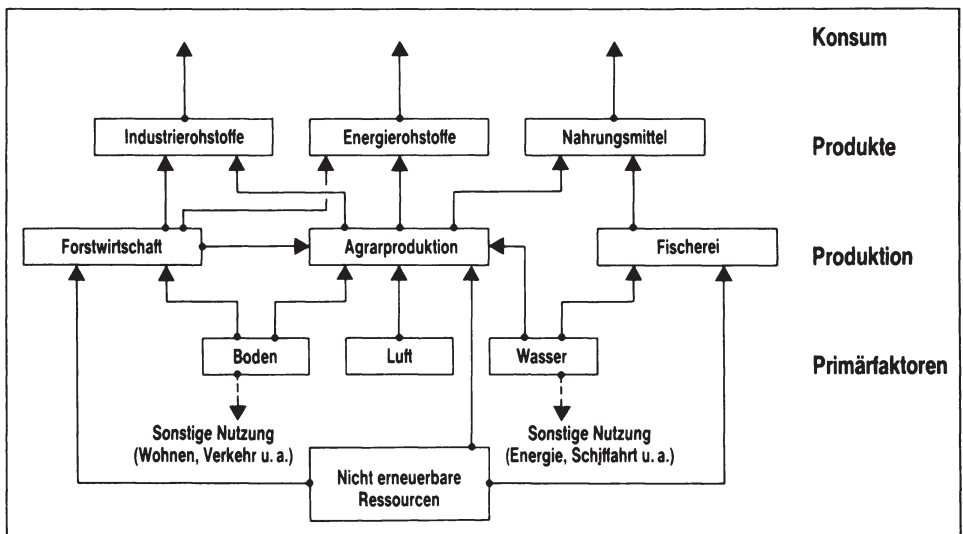 Konsum
Industrierohstoffe
Energierohstoffe
Nahrungsmittel
Produkte
Forstwirtschaft
Agrarproduktion
Fischerei
Produktion
Boden
Luft
Wasser
Primärfaktoren
Sonstige Nutzung
(Wohnen, Verkehr u. a.)
Sonstige Nutzung
(Energie, Schiffahrt u. a.)
Nicht erneuerbare
Ressourcen